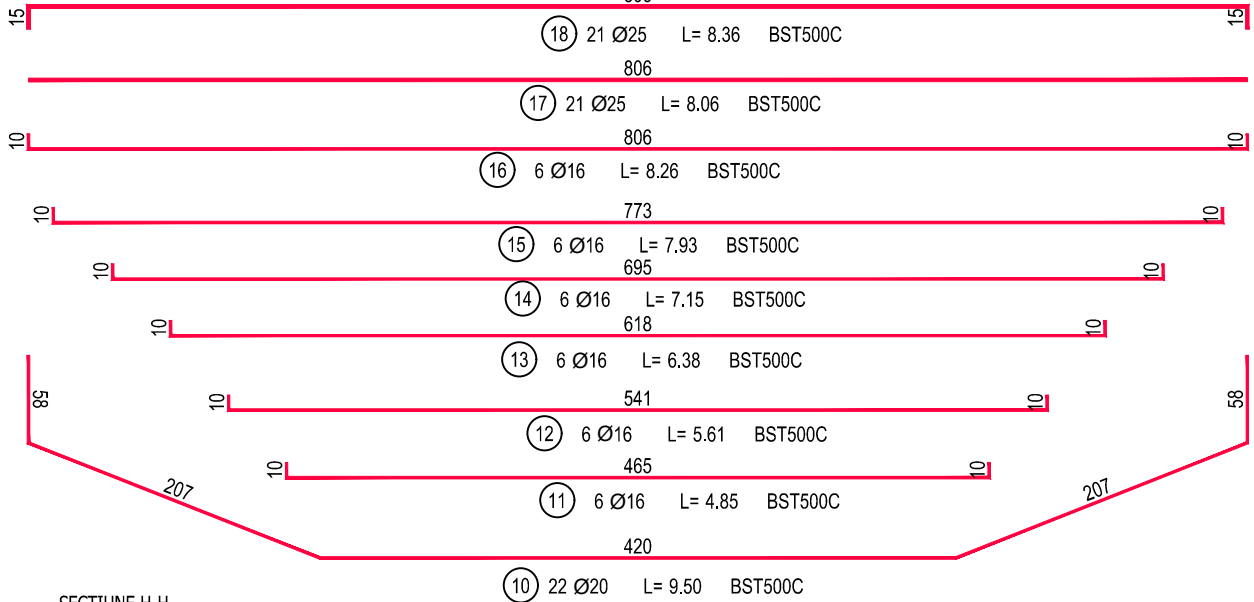 15 15
18 21 Ø25 L= 8.36 BST500C
806
17 21 Ø25 L= 8.06 BST500C
10 806 10
16 6 Ø16 L= 8.26 BST500C
10 773 10
15 6 Ø16 L= 7.93 BST500C
10 695 10
14 6 Ø16 L= 7.15 BST500C
10 618 10
13 6 Ø16 L= 6.38 BST500C
58 10 541 10 58
12 6 Ø16 L= 5.61 BST500C
10 465 10
207 207
11 6 Ø16 L= 4.85 BST500C
420
10 22 Ø20 L= 9.50 BST500C